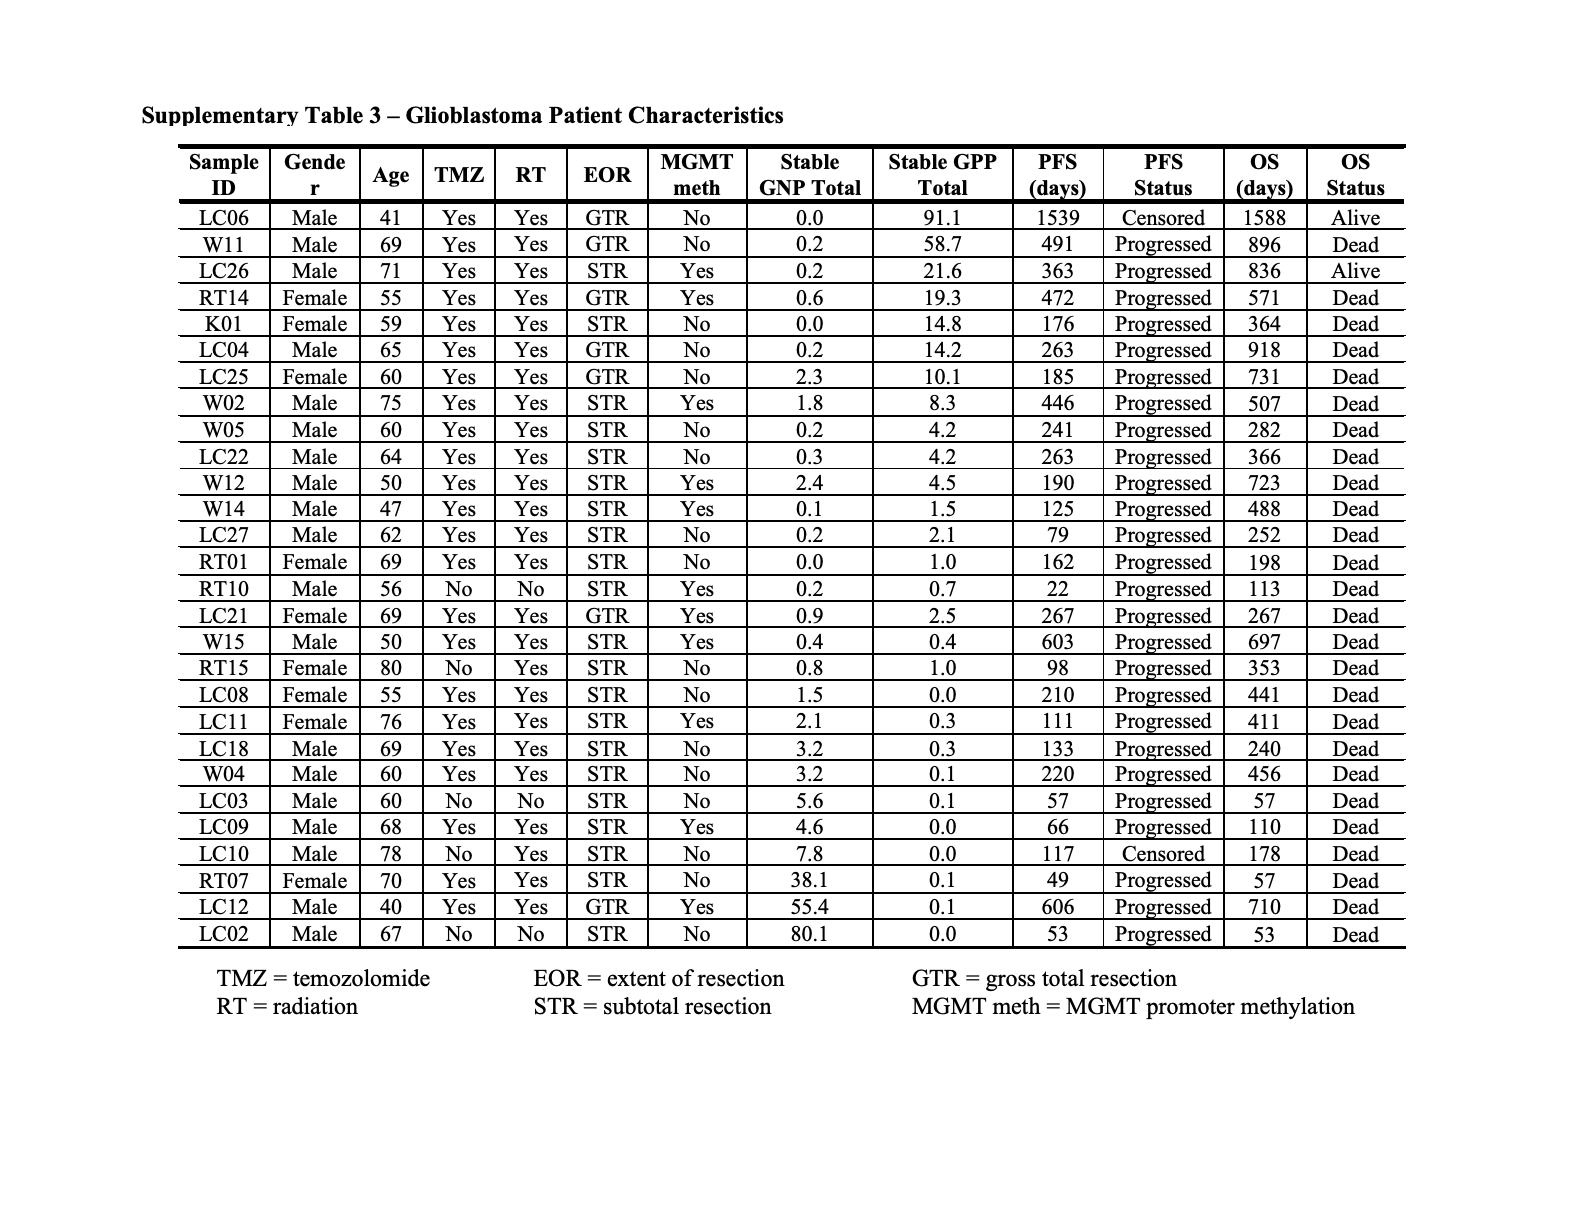 Supplementary Table 3 – Glioblastoma Patient Characteristics
Sample ID Gende r Age TMZ RT EOR MGMT meth Stable GNP Total Stable GPP Total PFS (days) PFS Status OS (days) OS Status
LC06 Male 41 Yes Yes GTR No 0.0 91.1 1539 Censored 1588 Alive
W11 Male 69 Yes Yes GTR No 0.2 58.7 491 Progressed 896 Dead
LC26 Male 71 Yes Yes STR Yes 0.2 21.6 363 Progressed 836 Alive
RT14 Female 55 Yes Yes GTR Yes 0.6 19.3 472 Progressed 571 Dead
K01 Female 59 Yes Yes STR No 0.0 14.8 176 Progressed 364 Dead
LC04 Male 65 Yes Yes GTR No 0.2 14.2 263 Progressed 918 Dead
LC25 Female 60 Yes Yes GTR No 2.3 10.1 185 Progressed 731 Dead
W02 Male 75 Yes Yes STR Yes 1.8 8.3 446 Progressed 507 Dead
W05 Male 60 Yes Yes STR No 0.2 4.2 241 Progressed 282 Dead
LC22 Male 64 Yes Yes STR No 0.3 4.2 263 Progressed 366 Dead
W12 Male 50 Yes Yes STR Yes 2.4 4.5 190 Progressed 723 Dead
W14 Male 47 Yes Yes STR Yes 0.1 1.5 125 Progressed 488 Dead
LC27 Male 62 Yes Yes STR No 0.2 2.1 79 Progressed 252 Dead
RT01 Female 69 Yes Yes STR No 0.0 1.0 162 Progressed 198 Dead
RT10 Male 56 No No STR Yes 0.2 0.7 22 Progressed 113 Dead
LC21 Female 69 Yes Yes GTR Yes 0.9 2.5 267 Progressed 267 Dead
W15 Male 50 Yes Yes STR Yes 0.4 0.4 603 Progressed 697 Dead
RT15 Female 80 No Yes STR No 0.8 1.0 98 Progressed 353 Dead
LC08 Female 55 Yes Yes STR No 1.5 0.0 210 Progressed 441 Dead
LC11 Female 76 Yes Yes STR Yes 2.1 0.3 111 Progressed 411 Dead
LC18 Male 69 Yes Yes STR No 3.2 0.3 133 Progressed 240 Dead
W04 Male 60 Yes Yes STR No 3.2 0.1 220 Progressed 456 Dead
LC03 Male 60 No No STR No 5.6 0.1 57 Progressed 57 Dead
LC09 Male 68 Yes Yes STR Yes 4.6 0.0 66 Progressed 110 Dead
LC10 Male 78 No Yes STR No 7.8 0.0 117 Censored 178 Dead
RT07 Female 70 Yes Yes STR No 38.1 0.1 49 Progressed 57 Dead
LC12 Male 40 Yes Yes GTR Yes 55.4 0.1 606 Progressed 710 Dead
LC02 Male 67 No No STR No 80.1 0.0 53 Progressed 53 Dead
TMZ = temozolomide EOR = extent of resection GTR = gross total resection
RT = radiation STR = subtotal resection MGMT meth = MGMT promoter methylation